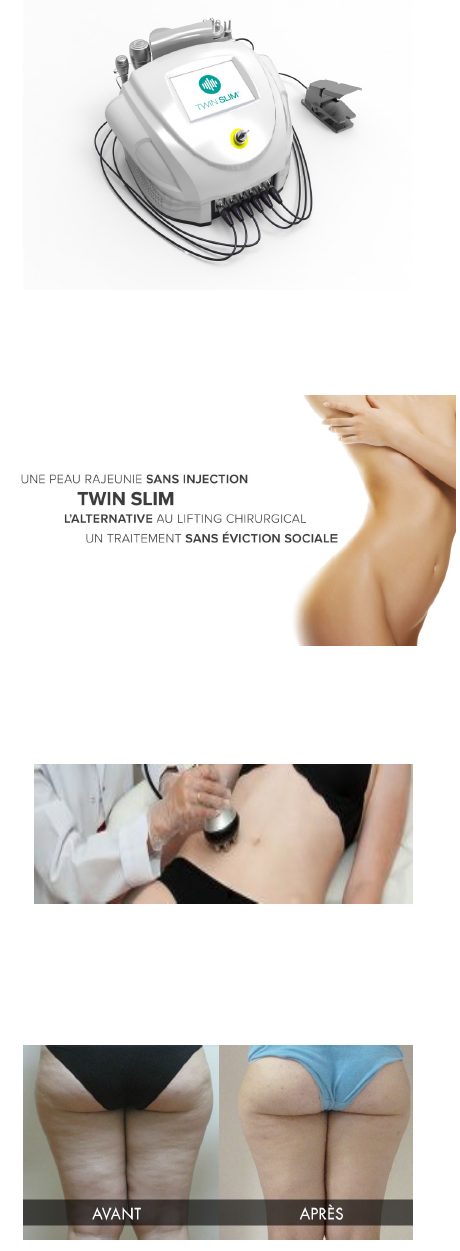 TWIN SLIM
UNE PEAU RAJEUNIE SANS INJECTION
TWIN SLIM
L'ALTERNATIVE AU LIFTING CHIRURGICAL
UN TRAITEMENT SANS ÉVICTION SOCIALE
AVANT
APRÈS